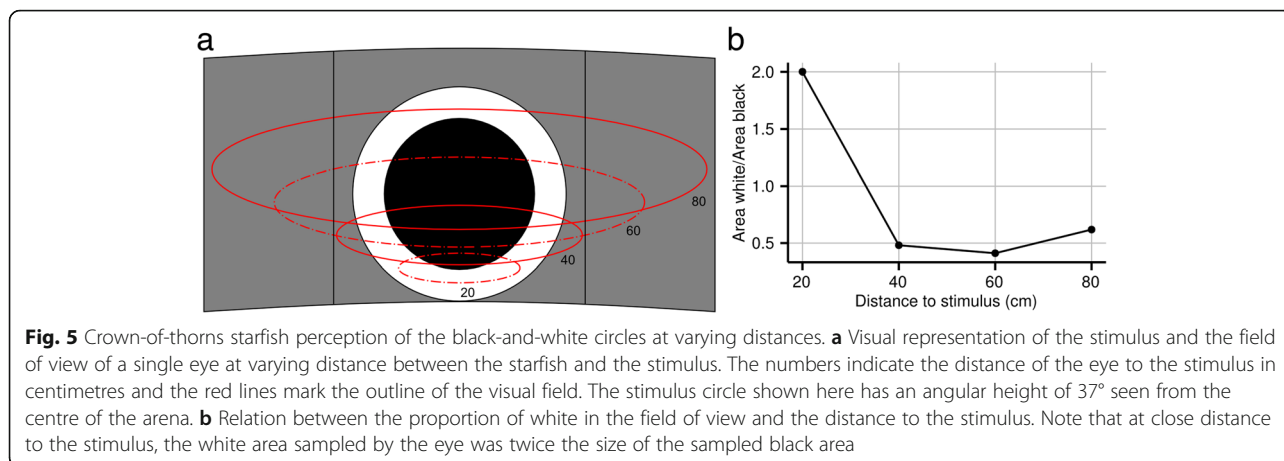 a
80
60
40
20
b
2.0
1.5
1.0
0.5
Area white/Area black
20
40
60
80
Distance to stimulus (cm)
Fig. 5 Crown-of-thorns starfish perception of the black-and-white circles at varying distances. a Visual representation of the stimulus and the field
of view of a single eye at varying distance between the starfish and the stimulus. The numbers indicate the distance of the eye to the stimulus in
centimetres and the red lines mark the outline of the visual field. The stimulus circle shown here has an angular height of 37° seen from the
centre of the arena. b Relation between the proportion of white in the field of view and the distance to the stimulus. Note that at close distance
to the stimulus, the white area sampled by the eye was twice the size of the sampled black area